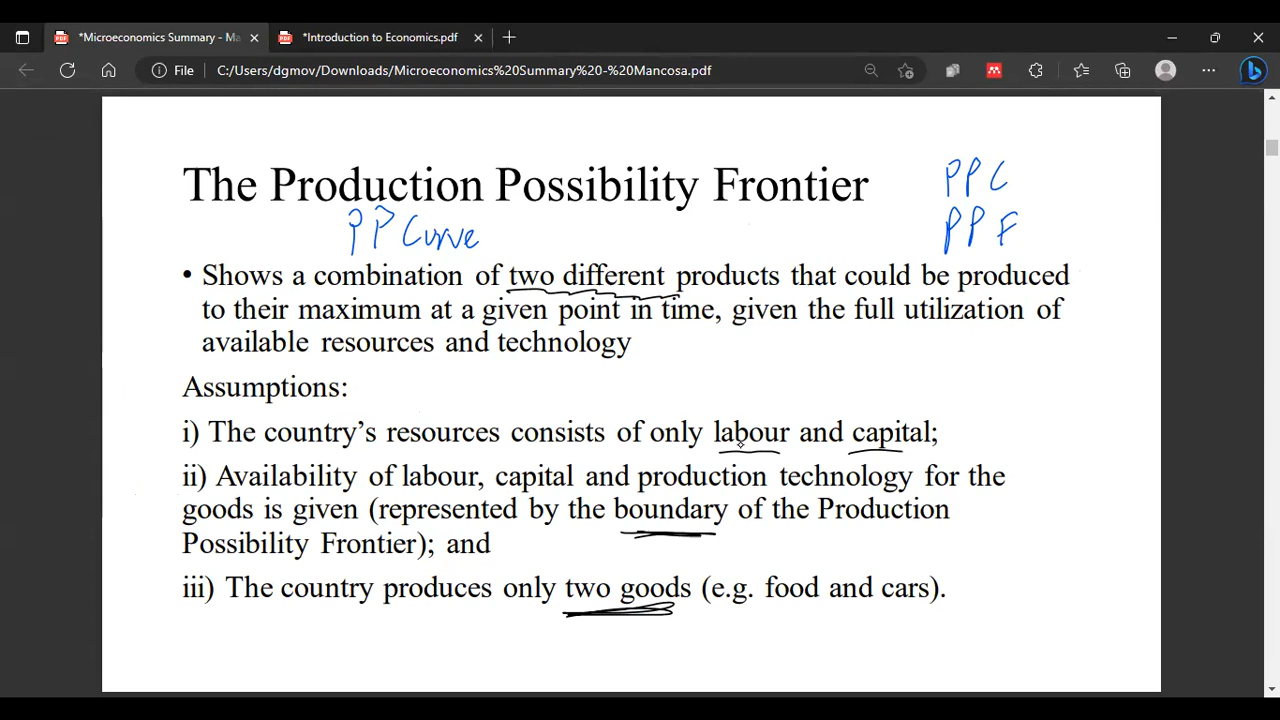 *Microeconomics Summary - Ma
*Introduction to Economics.pdf
File
C:/Users/dgmov/Downloads/Microeconomics%20Summary%20-%20Mancosa.pdf
The Production Possibility Frontier
PPC
PP Curve
PPF
• Shows a combination of two different products that could be produced
to their maximum at a given point in time, given the full utilization of
available resources and technology
Assumptions:
i) The country's resources consists of only labour and capital;
ii) Availability of labour, capital and production technology for the
goods is given (represented by the boundary of the Production
Possibility Frontier); and
iii) The country produces only two goods (e.g. food and cars).